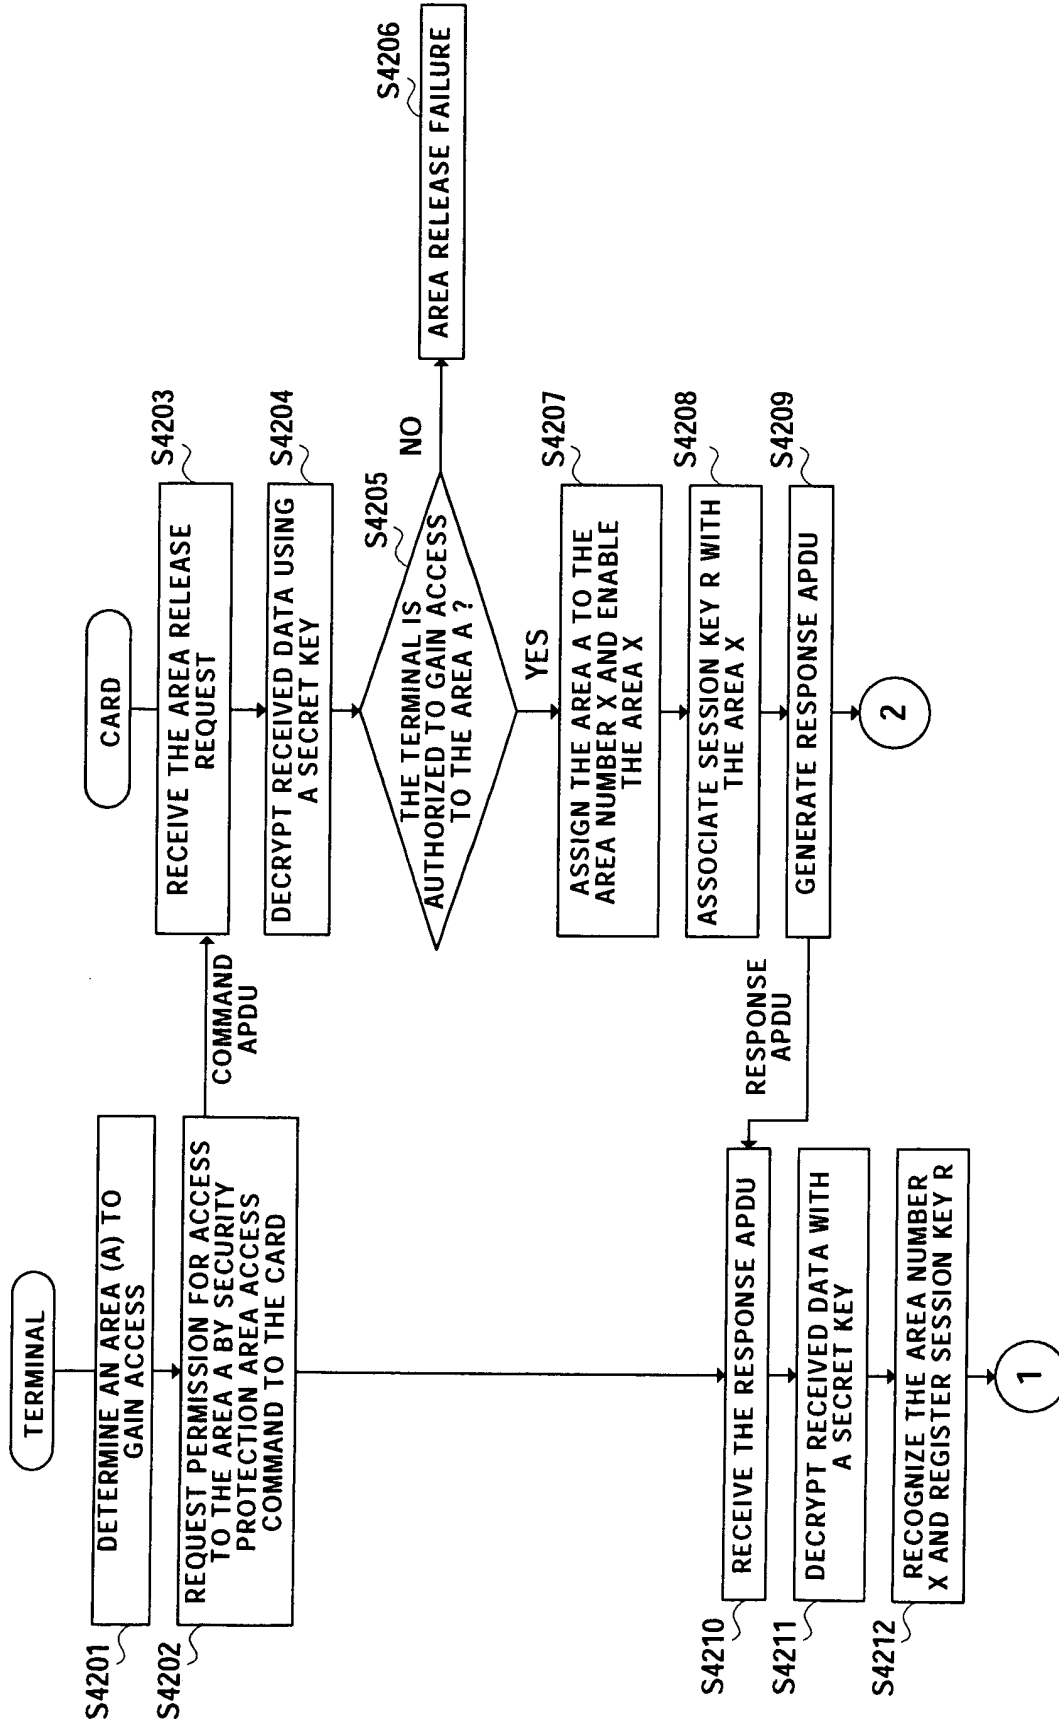 TERMINAL
S4201
DETERMINE AN AREA (A) TO
GAIN ACCESS
S4202
REQUEST PERMISSION FOR ACCESS
TO THE AREA A BY SECURITY
PROTECTION AREA ACCESS
COMMAND TO THE CARD
COMMAND
APDU
CARD
S4203
RECEIVE THE AREA RELEASE
REQUEST
S4204
DECRYPT RECEIVED DATA USING
A SECRET KEY
S4205
THE TERMINAL IS
AUTHORIZED TO GAIN ACCESS
TO THE AREA A ?
NO
S4206
AREA RELEASE FAILURE
YES
S4207
ASSIGN THE AREA A TO THE
AREA NUMBER X AND ENABLE
THE AREA X
S4208
ASSOCIATE SESSION KEY R WITH
THE AREA X
S4209
GENERATE RESPONSE APDU
2
RESPONSE
APDU
S4210
RECEIVE THE RESPONSE APDU
S4211
DECRYPT RECEIVED DATA WITH
A SECRET KEY
S4212
RECOGNIZE THE AREA NUMBER
X AND REGISTER SESSION KEY R
1